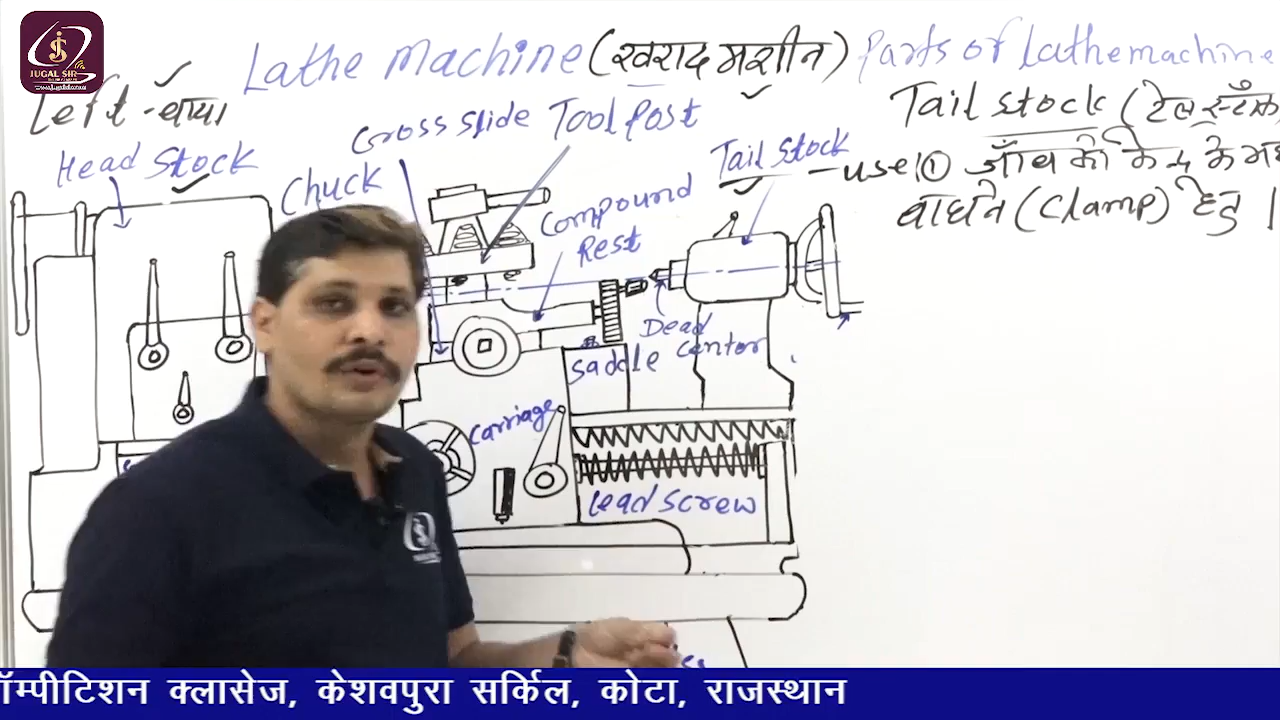 JUGAL SIR
Lathe Machine (खराद मशीन) Parts of lathe machine
Left - बाया
Head Stock
Chuck
Cross slide
Tool Post
Compound
Rest
Tail Stock
Tail Stock (टेल स्टॉक
- use ① जॉब को केन्द्र के मध
बाधने (Clamp) हेतु ।
Dead
center
saddle
Carriage
Lead screw
ॉम्पीटिशन क्लासेज, केशवपुरा सर्किल, कोटा, राजस्थान